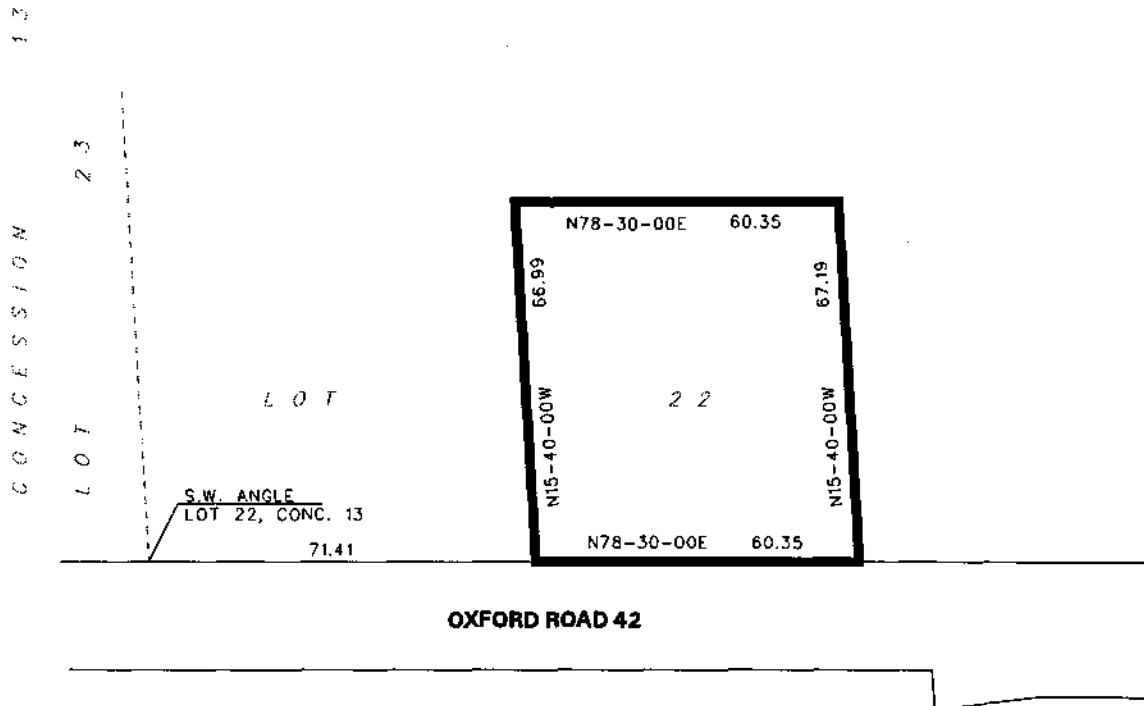 CONCESSION 13
LOT 23
N78-30-00E 60.35
66.99
67.19
LOT 22
N15-40-00W
N15-40-00W
S.W. ANGLE
LOT 22, CONC. 13
71.41
N78-30-00E 60.35
OXFORD ROAD 42